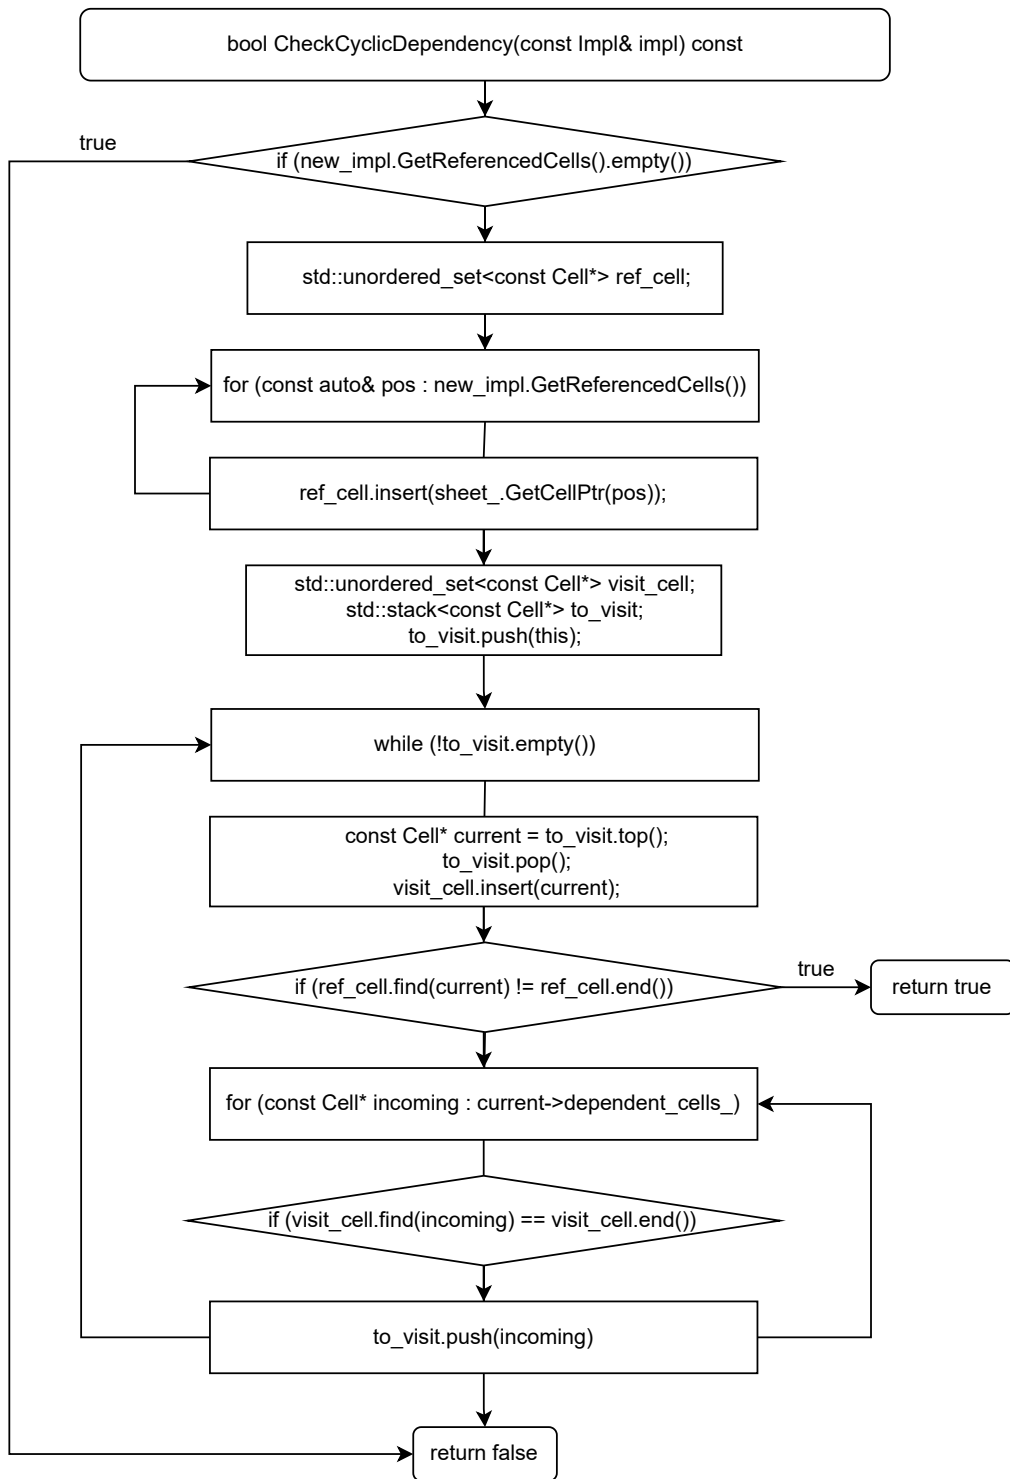 bool CheckCyclicDependency(const Impl& impl) const
true
if (new_impl.GetReferencedCells().empty())
std::unordered_set<const Cell*> ref_cell;
for (const auto& pos : new_impl.GetReferencedCells())
ref_cell.insert(sheet_.GetCellPtr(pos));
std::unordered_set<const Cell*> visit_cell;
std::stack<const Cell*> to_visit;
to_visit.push(this);
while (!to_visit.empty())
const Cell* current = to_visit.top();
to_visit.pop();
visit_cell.insert(current);
if (ref_cell.find(current) != ref_cell.end())
true
return true
for (const Cell* incoming : current->dependent_cells_)
if (visit_cell.find(incoming) == visit_cell.end())
to_visit.push(incoming)
return false